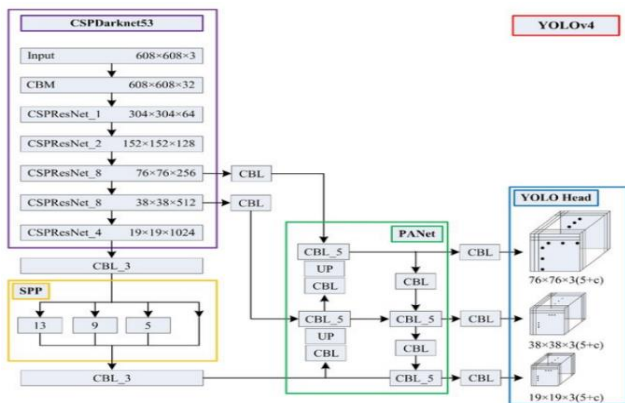 CSPDarknet53
YOLOv4
Input 608×608×3
CBM 608×608×32
CSPResNet_1 304×304×64
CSPResNet_2 152×152×128
CSPResNet_8 76×76×256 CBL
CSPResNet_8 38×38×512 CBL
CSPResNet_4 19×19×1024
CBL_3
SPP
13 9 5
CBL_3
PANet
CBL_5 CBL
UP
CBL CBL
CBL_5 CBL_5 CBL
UP
CBL CBL
CBL_5 CBL
YOLO Head
76×76×3(5+c)
38×38×3(5+c)
19×19×3(5+c)